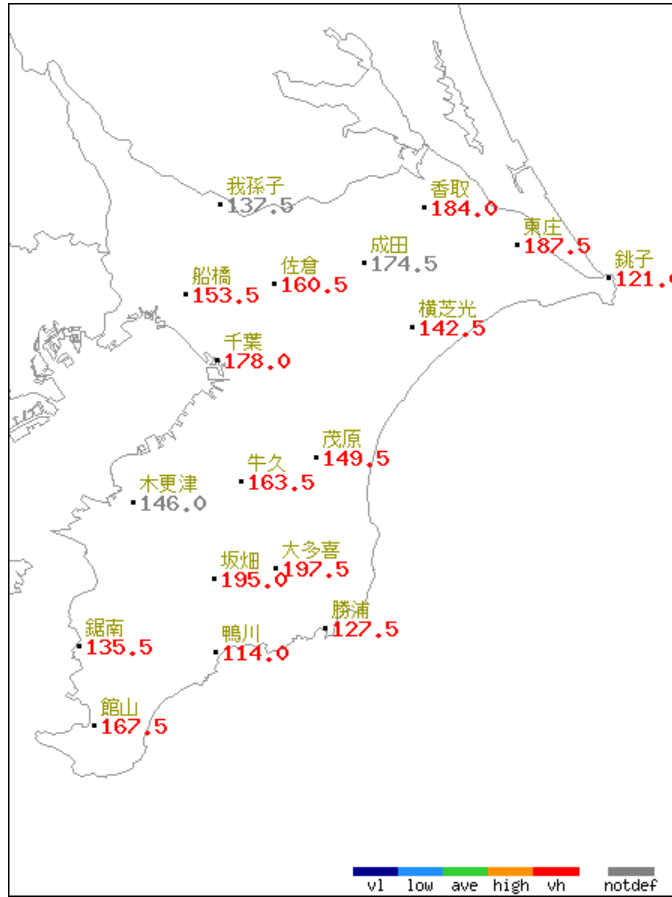 我孫子
137.5
香取
184.0
東庄
187.5
成田
174.5
銚子
121.
佐倉
160.5
船橋
153.5
横芝光
142.5
千葉
178.0
茂原
149.5
牛久
163.5
木更津
146.0
大多喜
197.5
坂畑
195.0
勝浦
127.5
鋸南
135.5
鴨川
114.0
館山
167.5
vl low ave high vh notdef